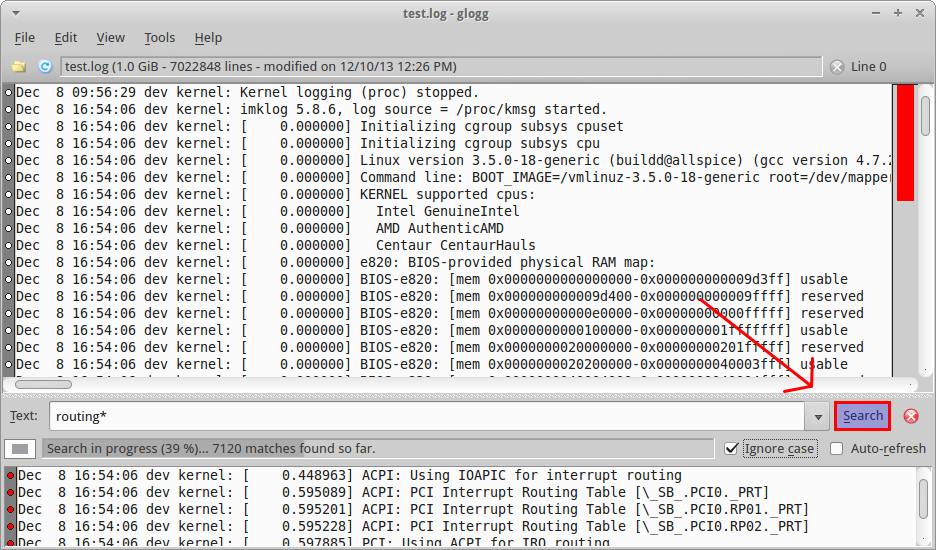 test.log - glogg
File Edit View Tools Help
test.log (1.0 GiB - 7022848 lines - modified on 12/10/13 12:26 PM) Line 0
Dec  8 09:56:29 dev kernel: Kernel logging (proc) stopped.
Dec  8 16:54:06 dev kernel: imklog 5.8.6, log source = /proc/kmsg started.
Dec  8 16:54:06 dev kernel: [    0.000000] Initializing cgroup subsys cpuset
Dec  8 16:54:06 dev kernel: [    0.000000] Initializing cgroup subsys cpu
Dec  8 16:54:06 dev kernel: [    0.000000] Linux version 3.5.0-18-generic (buildd@allspice) (gcc version 4.7.2
Dec  8 16:54:06 dev kernel: [    0.000000] Command line: BOOT_IMAGE=/vmlinuz-3.5.0-18-generic root=/dev/mapper
Dec  8 16:54:06 dev kernel: [    0.000000] KERNEL supported cpus:
Dec  8 16:54:06 dev kernel: [    0.000000]   Intel GenuineIntel
Dec  8 16:54:06 dev kernel: [    0.000000]   AMD AuthenticAMD
Dec  8 16:54:06 dev kernel: [    0.000000]   Centaur CentaurHauls
Dec  8 16:54:06 dev kernel: [    0.000000] e820: BIOS-provided physical RAM map:
Dec  8 16:54:06 dev kernel: [    0.000000] BIOS-e820: [mem 0x0000000000000000-0x000000000009d3ff] usable
Dec  8 16:54:06 dev kernel: [    0.000000] BIOS-e820: [mem 0x000000000009d400-0x000000000009ffff] reserved
Dec  8 16:54:06 dev kernel: [    0.000000] BIOS-e820: [mem 0x00000000000e0000-0x00000000000fffff] reserved
Dec  8 16:54:06 dev kernel: [    0.000000] BIOS-e820: [mem 0x0000000000100000-0x000000001fffffff] usable
Dec  8 16:54:06 dev kernel: [    0.000000] BIOS-e820: [mem 0x0000000020000000-0x00000000201fffff] reserved
Dec  8 16:54:06 dev kernel: [    0.000000] BIOS-e820: [mem 0x0000000020200000-0x0000000040003fff] usable
Text: routing* Search
Search in progress (39 %)... 7120 matches found so far. Ignore case Auto-refresh
Dec  8 16:54:06 dev kernel: [    0.448963] ACPI: Using IOAPIC for interrupt routing
Dec  8 16:54:06 dev kernel: [    0.595089] ACPI: PCI Interrupt Routing Table [\_SB_.PCI0._PRT]
Dec  8 16:54:06 dev kernel: [    0.595201] ACPI: PCI Interrupt Routing Table [\_SB_.PCI0.RP01._PRT]
Dec  8 16:54:06 dev kernel: [    0.595228] ACPI: PCI Interrupt Routing Table [\_SB_.PCI0.RP02._PRT]
Dec  8 16:54:06 dev kernel: [    0.597885] PCI: Using ACPI for IRQ routing